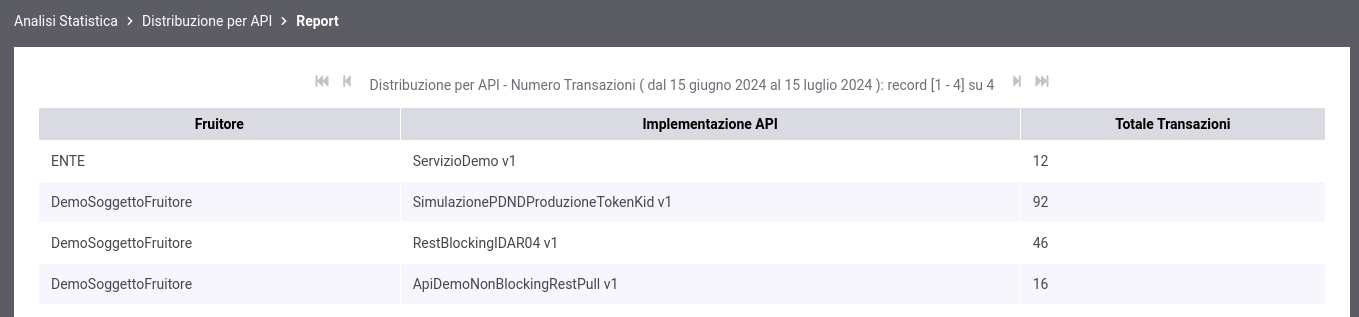 Analisi Statistica > Distribuzione per API > Report
Distribuzione per API - Numero Transazioni ( dal 15 giugno 2024 al 15 luglio 2024 ): record [1 - 4] su 4
Fruitore Implementazione API Totale Transazioni
ENTE ServizioDemo v1 12
DemoSoggettoFruitore SimulazionePDNDProduzioneTokenKid v1 92
DemoSoggettoFruitore RestBlockingIDAR04 v1 46
DemoSoggettoFruitore ApiDemoNonBlockingRestPull v1 16